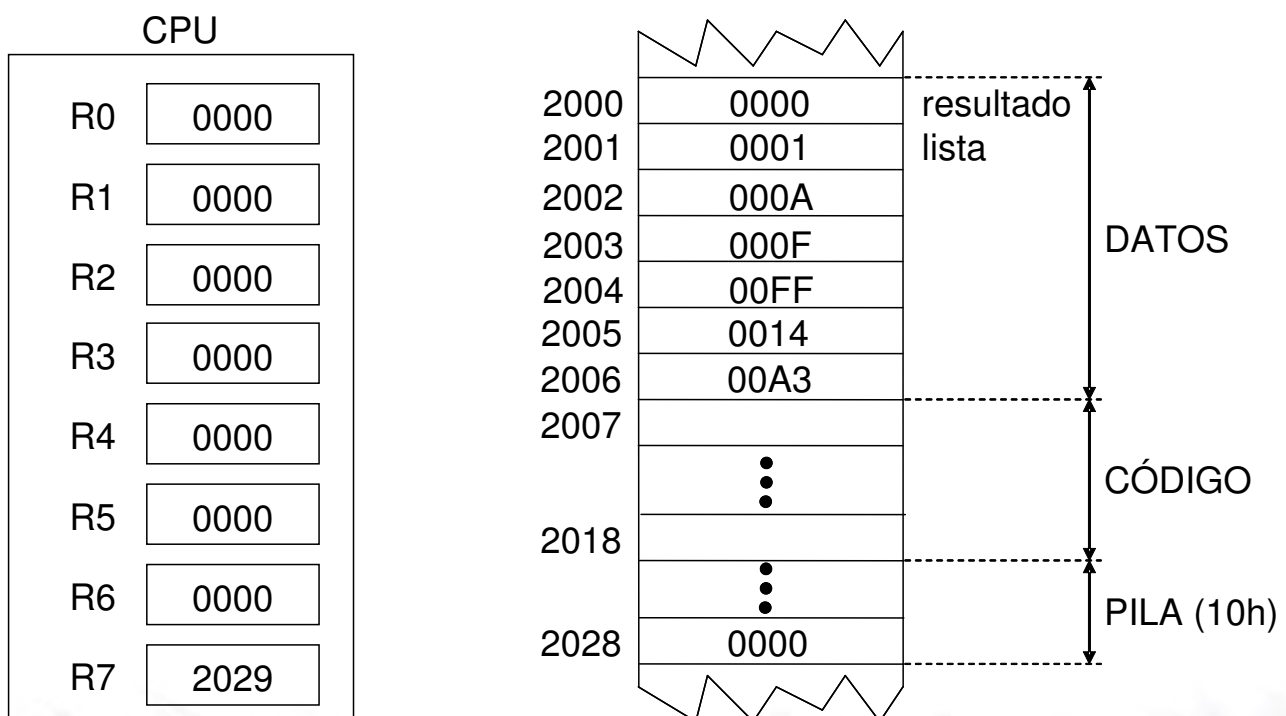 CPU
R0 0000
R1 0000
R2 0000
R3 0000
R4 0000
R5 0000
R6 0000
R7 2029
2000 0000 resultado
2001 0001 lista
2002 000A
2003 000F
2004 00FF
2005 0014
2006 00A3
2007
2018
2028 0000
DATOS
CÓDIGO
PILA (10h)